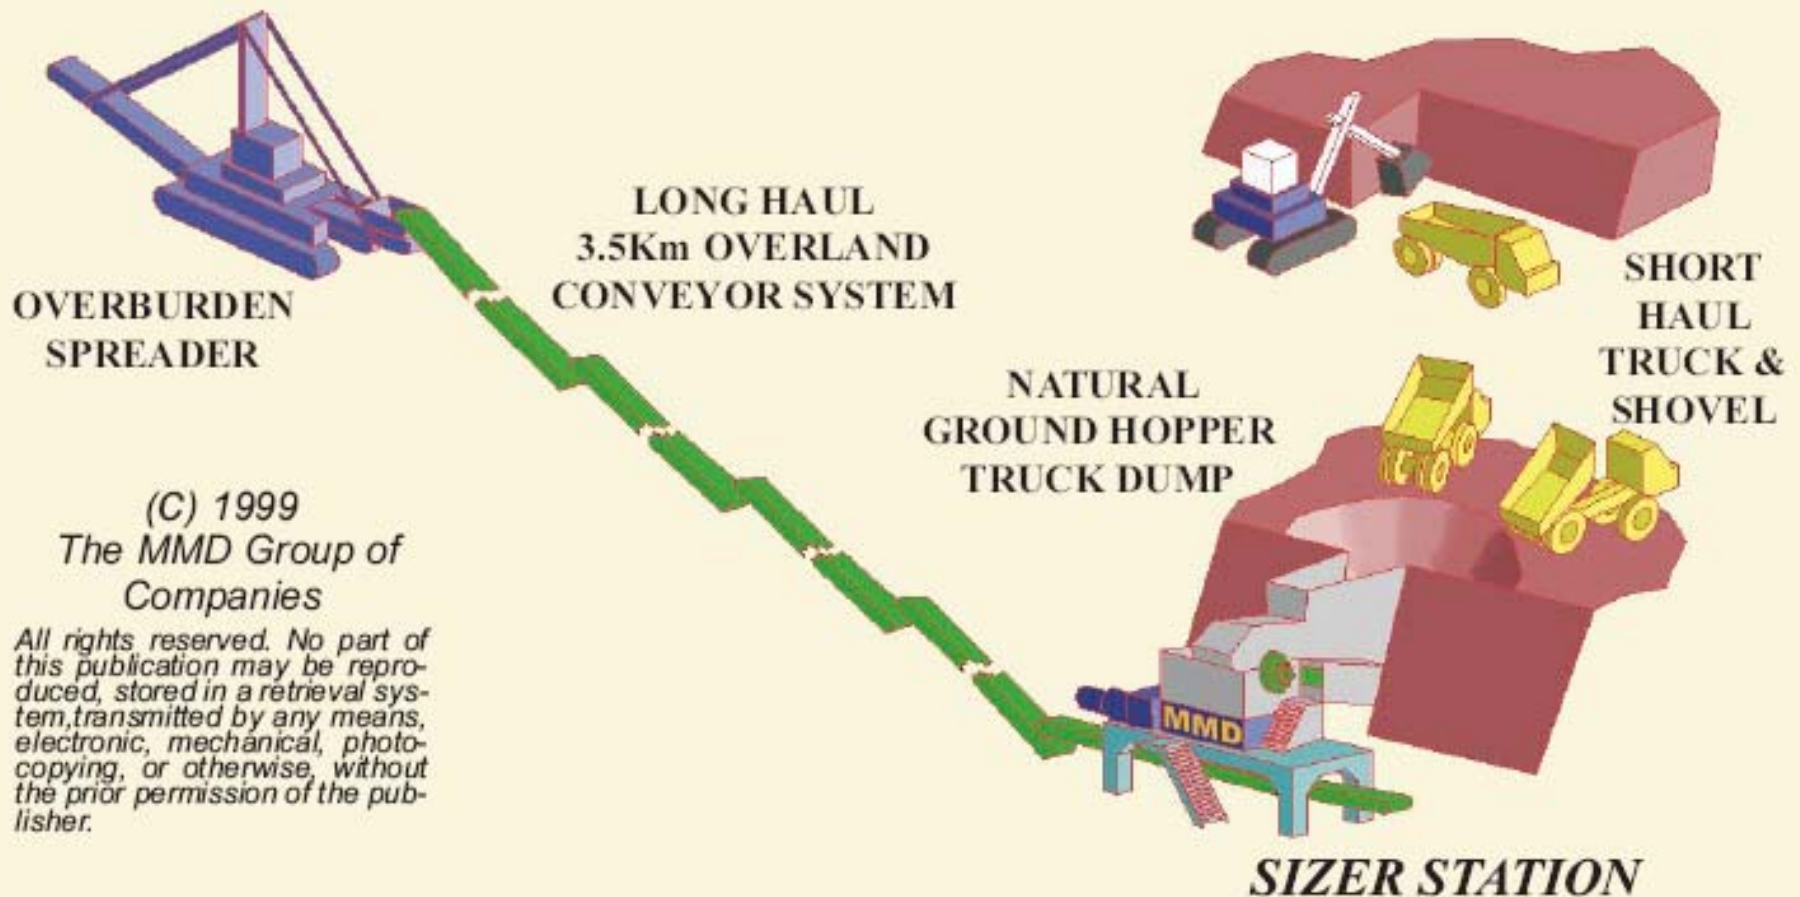 LONG HAUL
3.5Km OVERLAND
CONVEYOR SYSTEM
OVERBURDEN
SPREADER
SHORT
HAUL
TRUCK &
SHOVEL
NATURAL
GROUND HOPPER
TRUCK DUMP
(C) 1999
The MMD Group of
Companies
All rights reserved. No part of
this publication may be repro-
duced, stored in a retrieval sys-
tem,transmitted by any means,
electronic, mechanical, photo-
copying, or otherwise, without
the prior permission of the pub-
lisher.
MMD
SIZER STATION